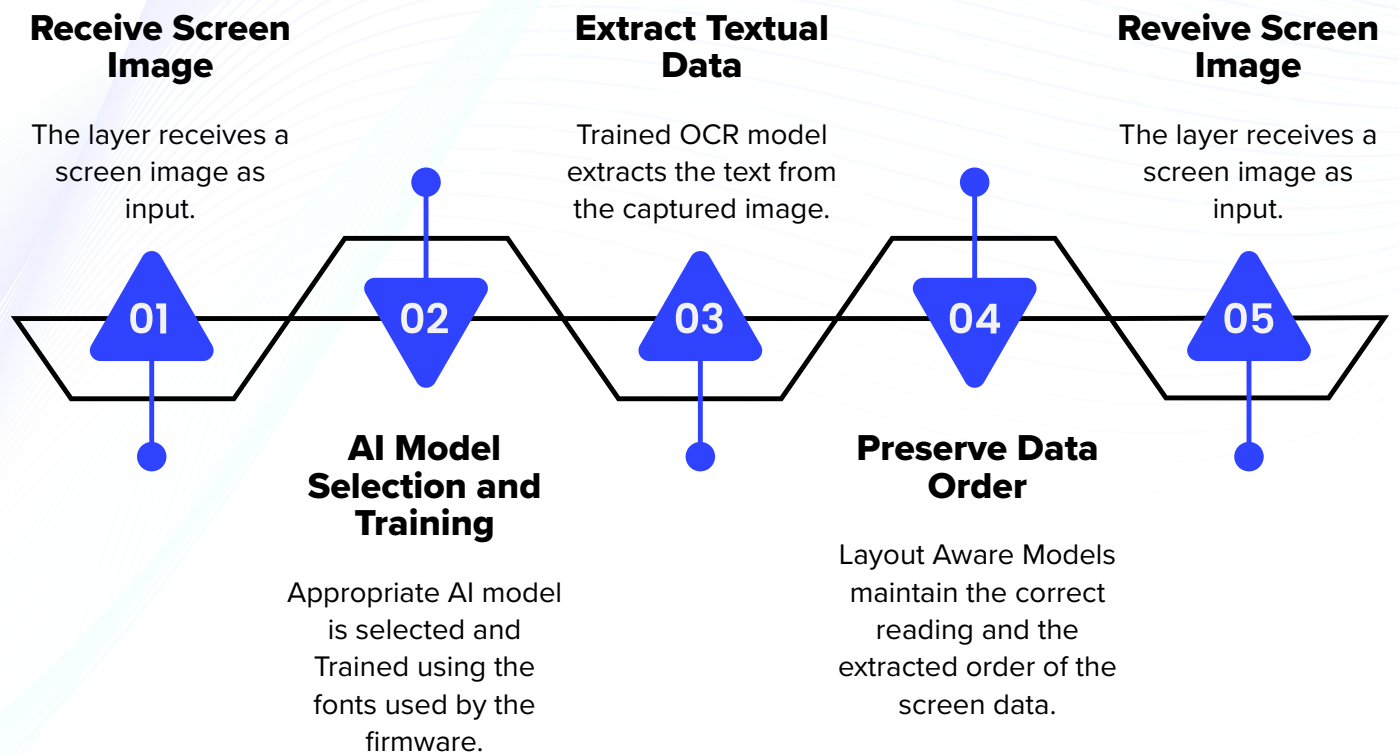 Receive Screen
Image
The layer receives a
screen image as
input.
01
AI Model
Selection and
Training
Appropriate AI model
is selected and
Trained using the
fonts used by the
firmware.
02
Extract Textual
Data
Trained OCR model
extracts the text from
the captured image.
03
Preserve Data
Order
Layout Aware Models
maintain the correct
reading and the
extracted order of the
screen data.
04
Reveive Screen
Image
The layer receives a
screen image as
input.
05